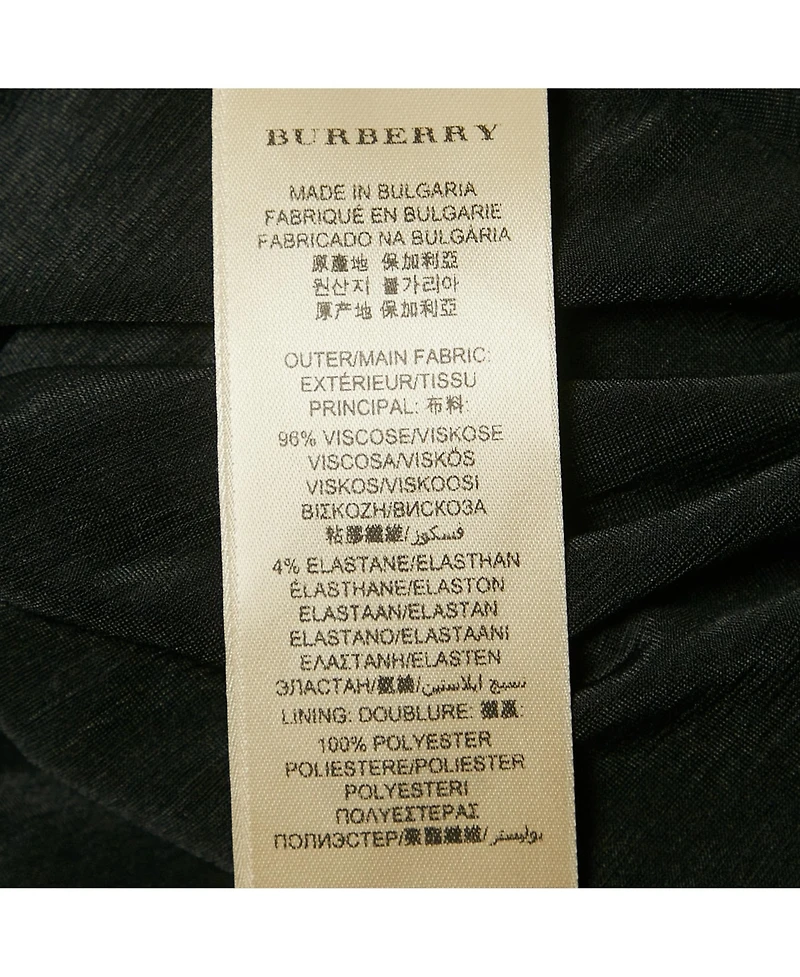 BURBERRY
MADE IN BULGARIA
FABRIQUÉ EN BULGARIE
FABRICADO NA BULGÁRIA
原產地 保加利亞
원산지 불가리아
原产地 保加利亞
OUTER/MAIN FABRIC:
EXTÉRIEUR/TISSU
PRINCIPAL: 布料:
96% VISCOSE/VISKOSE
VISCOSA/VISKÓS
VISKOS/VISKOOSI
ΒΙΣΚΟΖΗ/ВИСКОЗА
粘膠纖維/فسكوز
4% ELASTANE/ELASTHAN
ÉLASTHANE/ELASTON
ELASTAAN/ELASTAN
ELASTANO/ELASTAANI
ΕΛΑΣΤΑΝΗ/ELASTEN
ЭЛАСТАН/نسيج ايلاستين
LINING: DOUBLURE:
100% POLYESTER
POLIESTERE/POLIESTER
POLYESTERI
ΠΟΛΥΕΣΤΕΡΑΣ
ПОЛИЭСТЕР/聚酯纖維/بوليستر